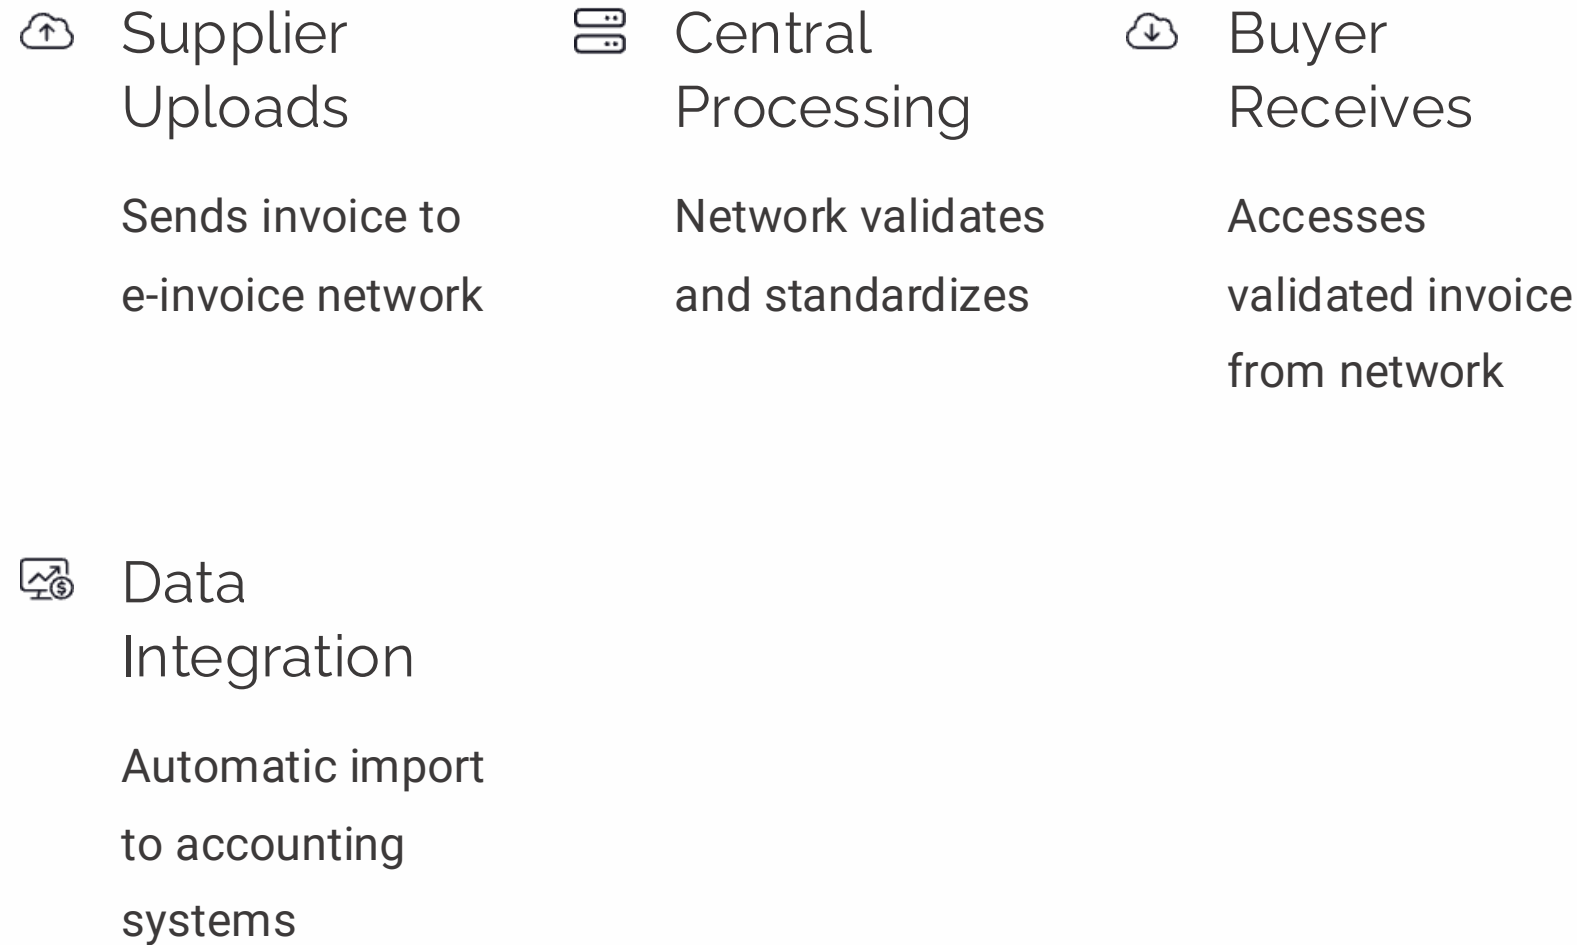 Supplier
Uploads
Sends invoice to
e-invoice network
Central
Processing
Network validates
and standardizes
Buyer
Receives
Accesses
validated invoice
from network
Data
Integration
Automatic import
to accounting
systems